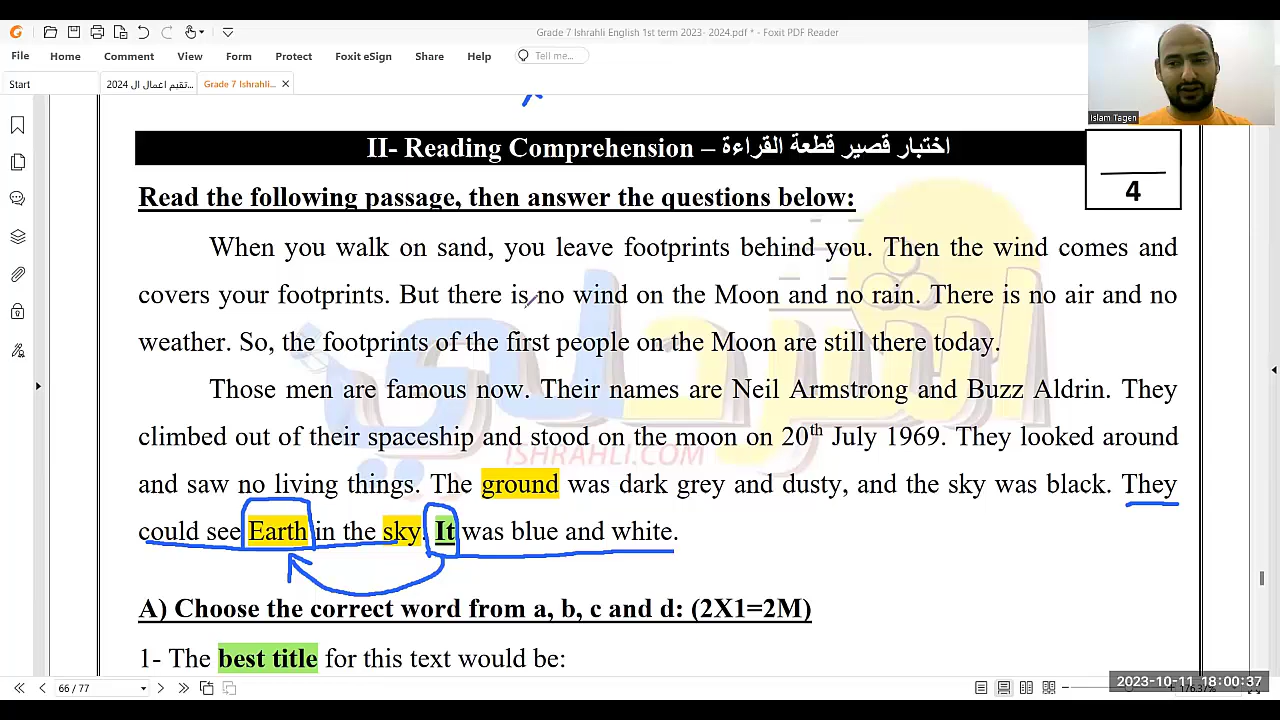 Grade 7 Ishrahli English 1st term 2023- 2024.pdf * - Foxit PDF Reader
File Home Comment View Form Protect Foxit eSign Share Help Tell me...
Start تقيم اعمال ال 2024... Grade 7 Ishrahli...
Islam Tagen
II- Reading Comprehension – اختبار قصير قطعة القراءة
4
Read the following passage, then answer the questions below:
When you walk on sand, you leave footprints behind you. Then the wind comes and
covers your footprints. But there is no wind on the Moon and no rain. There is no air and no
weather. So, the footprints of the first people on the Moon are still there today.
Those men are famous now. Their names are Neil Armstrong and Buzz Aldrin. They
climbed out of their spaceship and stood on the moon on 20th July 1969. They looked around
and saw no living things. The ground was dark grey and dusty, and the sky was black. They
could see Earth in the sky. It was blue and white.
اشرحلي
ISHRAHLI.COM
A) Choose the correct word from a, b, c and d: (2X1=2M)
1- The best title for this text would be:
66 / 77
2023-10-11 18:00:37